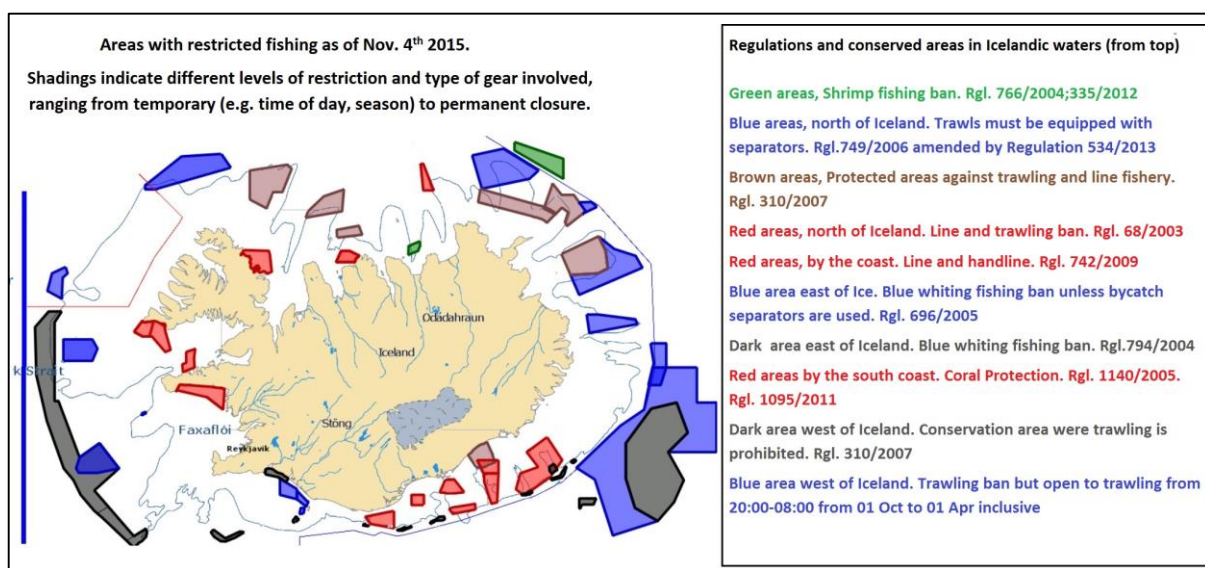 Areas with restricted fishing as of Nov. 4th 2015.
Shadings indicate different levels of restriction and type of gear involved,
ranging from temporary (e.g. time of day, season) to permanent closure.
Odadahraun
Iceland
k Strait
Stöng
Faxaflói
Reykjavik
Regulations and conserved areas in Icelandic waters (from top)
Green areas, Shrimp fishing ban. Rgl. 766/2004;335/2012
Blue areas, north of Iceland. Trawls must be equipped with
separators. Rgl.749/2006 amended by Regulation 534/2013
Brown areas, Protected areas against trawling and line fishery.
Rgl. 310/2007
Red areas, north of Iceland. Line and trawling ban. Rgl. 68/2003
Red areas, by the coast. Line and handline. Rgl. 742/2009
Blue area east of Ice. Blue whiting fishing ban unless bycatch
separators are used. Rgl. 696/2005
Dark area east of Iceland. Blue whiting fishing ban. Rgl.794/2004
Red areas by the south coast. Coral Protection. Rgl. 1140/2005.
Rgl. 1095/2011
Dark area west of Iceland. Conservation area were trawling is
prohibited. Rgl. 310/2007
Blue area west of Iceland. Trawling ban but open to trawling from
20:00-08:00 from 01 Oct to 01 Apr inclusive